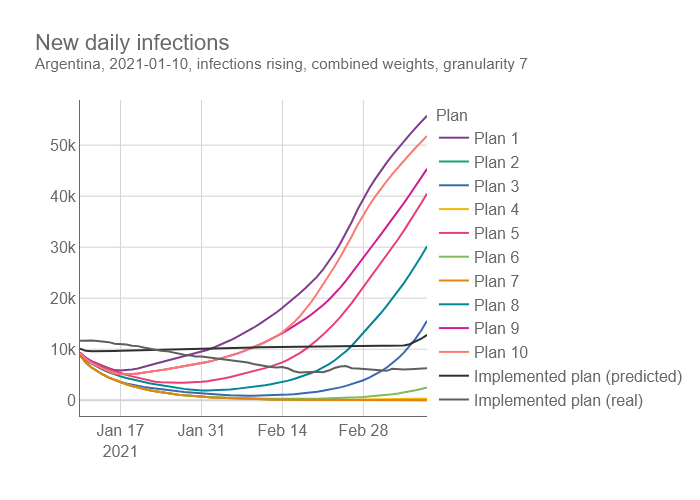 New daily infections
Argentina, 2021-01-10, infections rising, combined weights, granularity 7
Plan
50k
40k
30k
20k
10k
0
Plan 1
Plan 2
Plan 3
Plan 4
Plan 5
Plan 6
Plan 7
Plan 8
Plan 9
Plan 10
Implemented plan (predicted)
Implemented plan (real)
Jan 17 Jan 31 Feb 14 Feb 28
2021